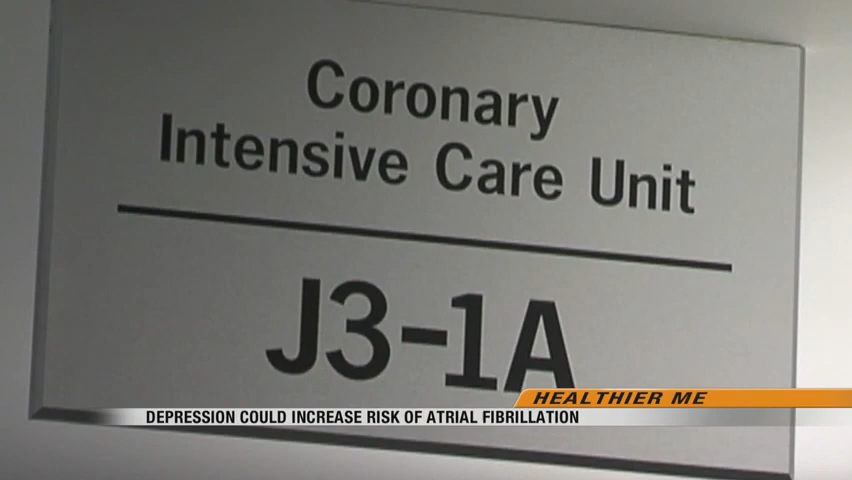 Coronary
Intensive Care Unit
J3-1A
HEALTHIER ME
DEPRESSION COULD INCREASE RISK OF ATRIAL FIBRILLATION